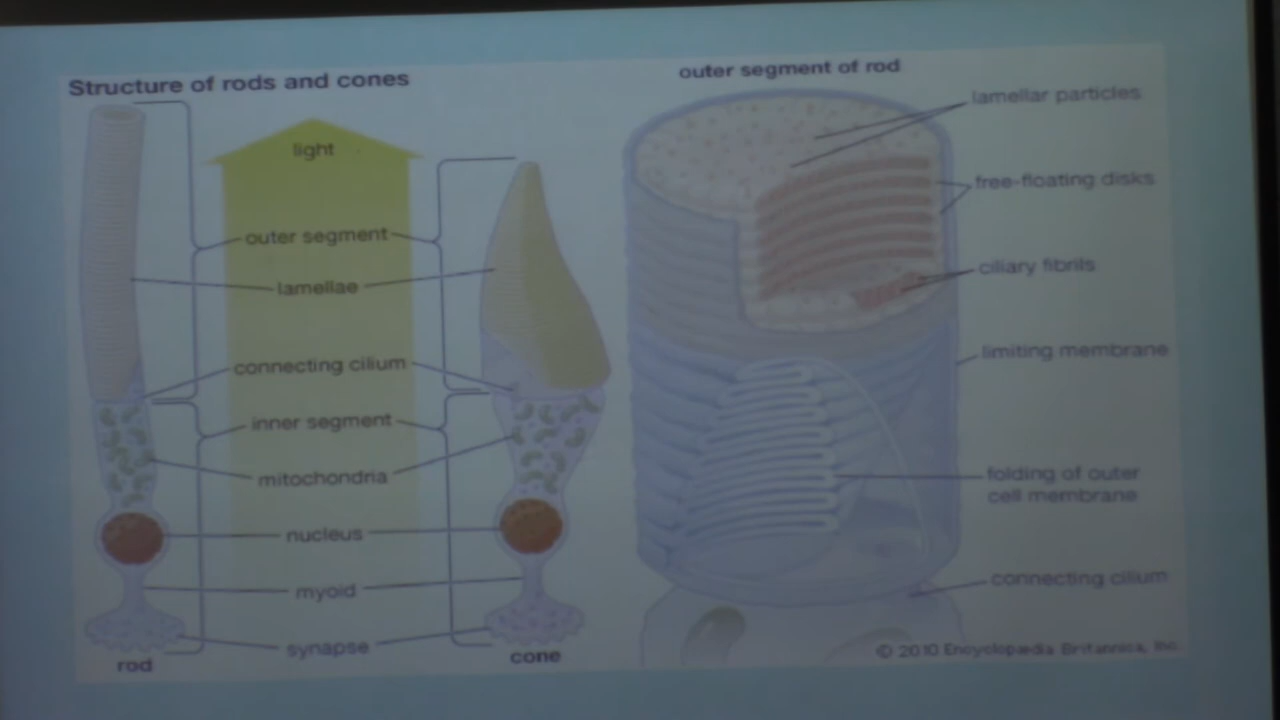 Structure of rods and cones
light
outer segment
lamellae
connecting cilium
inner segment
mitochondria
nucleus
myoid
synapse
rod
cone
outer segment of rod
lamellar particles
free-floating disks
ciliary fibrils
limiting membrane
folding of outer
cell membrane
connecting cilium
© 2010 Encyclopædia Britannica, Inc.